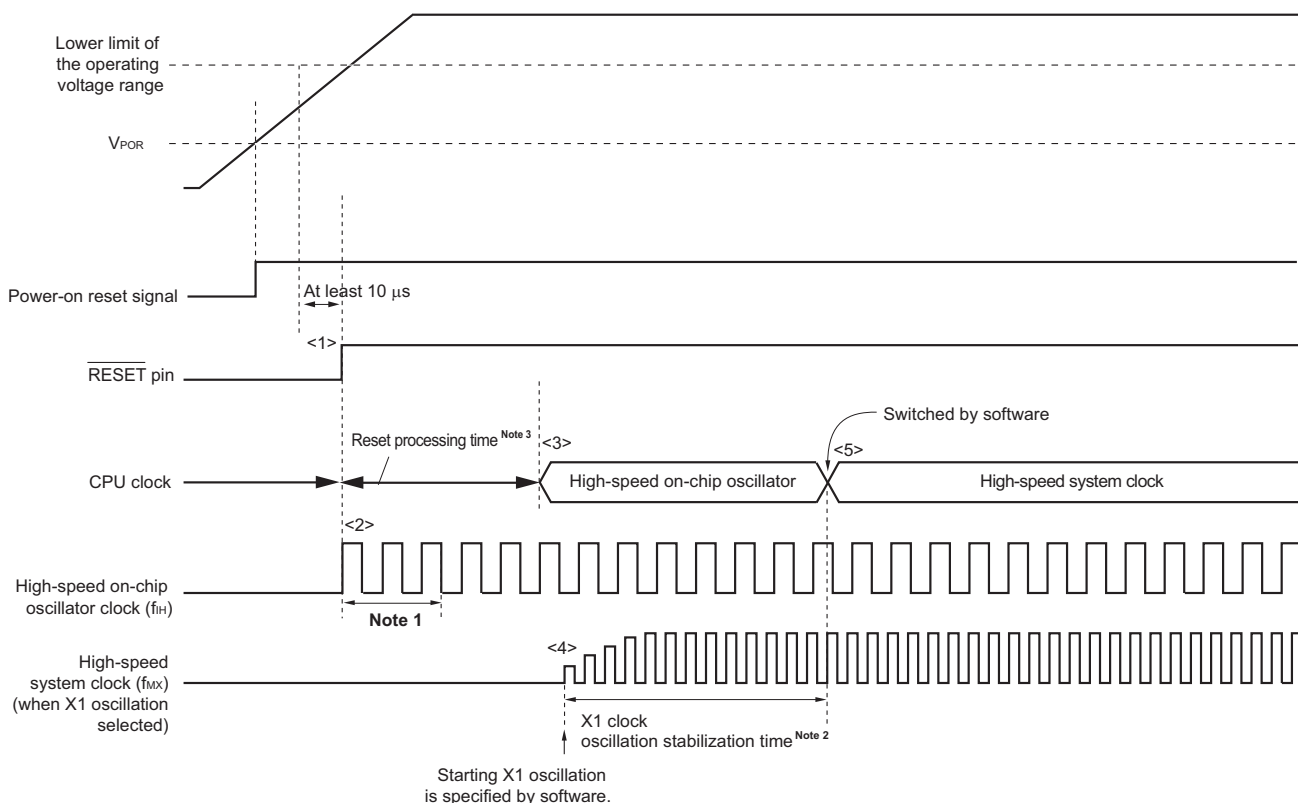 Lower limit of
the operating
voltage range
VPOR
Power-on reset signal
At least 10 μs
<1>
RESET pin
Switched by software
Reset processing time Note 3
<3>
<5>
CPU clock
High-speed on-chip oscillator
High-speed system clock
<2>
High-speed on-chip
oscillator clock (fIH)
Note 1
<4>
High-speed
system clock (fMX)
(when X1 oscillation
selected)
X1 clock
oscillation stabilization time Note 2
Starting X1 oscillation
is specified by software.